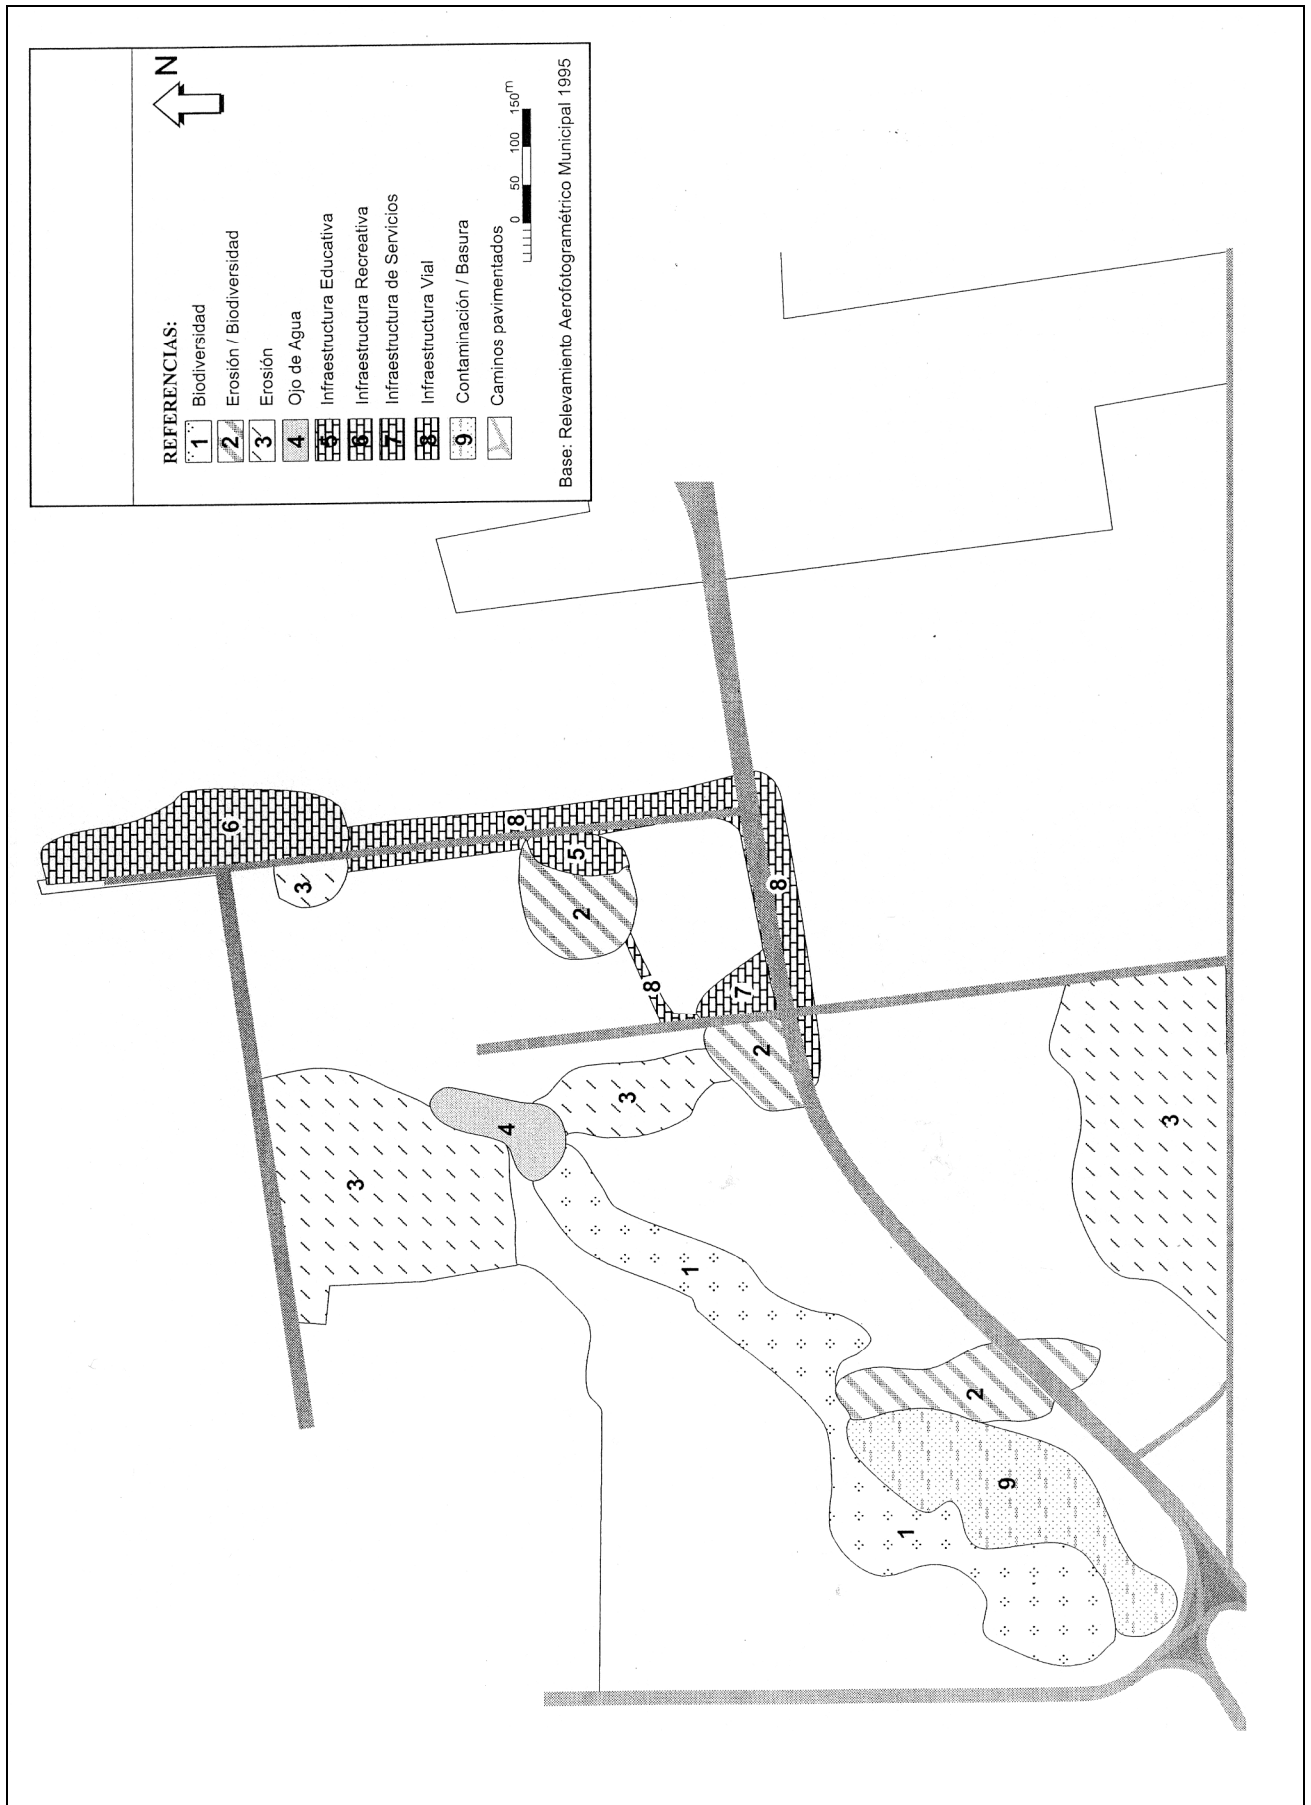 N
REFERENCIAS:
1 Biodiversidad
2 Erosión / Biodiversidad
3 Erosión
4 Ojo de Agua
5 Infraestructura Educativa
6 Infraestructura Recreativa
7 Infraestructura de Servicios
8 Infraestructura Vial
9 Contaminación / Basura
Caminos pavimentados
0 50 100 150m
Base: Relevamiento Aerofotogramétrico Municipal 1995
6
3
8
5
2
8
8
7
2
3
4
3
3
1
2
9
1